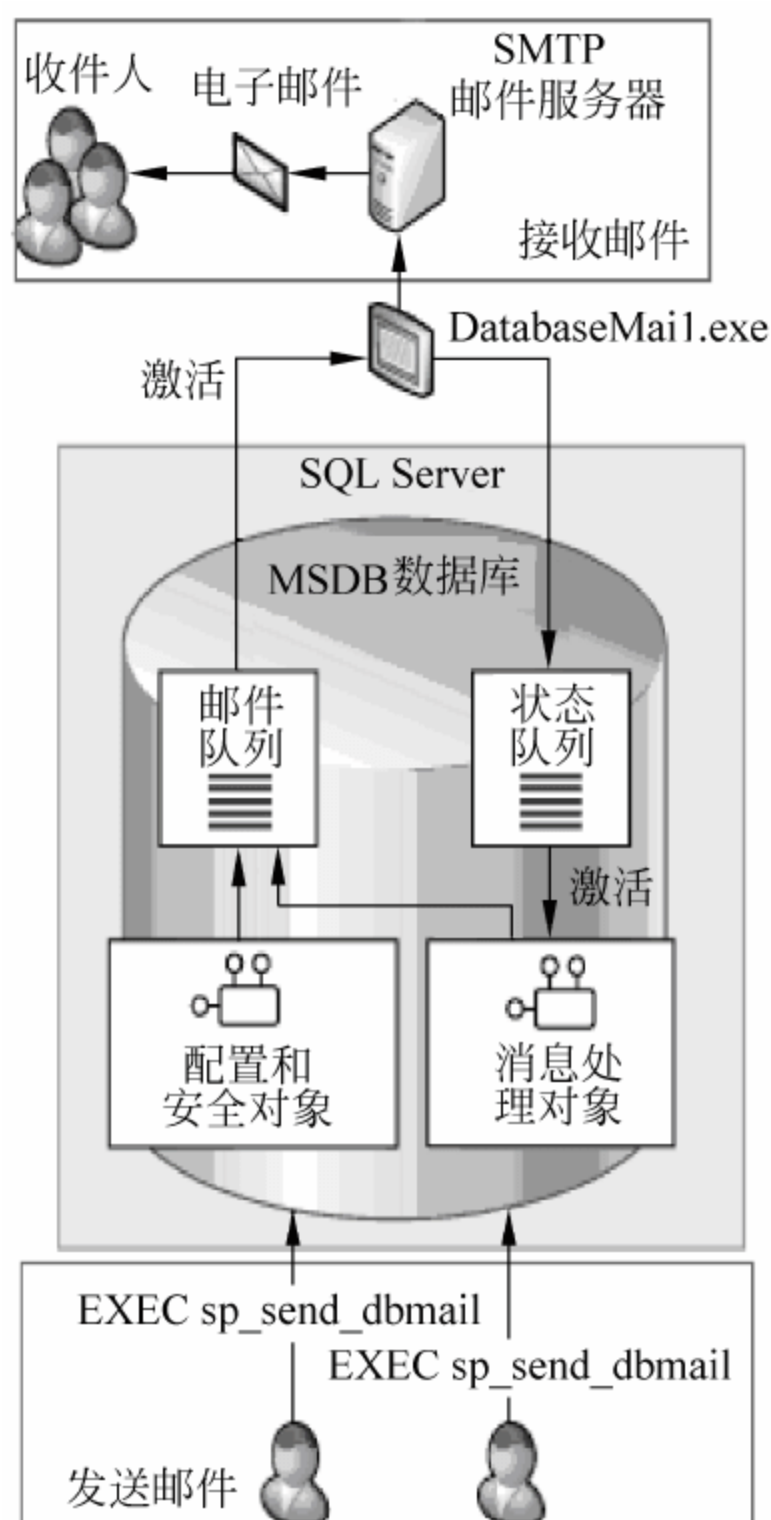 SMTP
收件人
电子邮件
邮件服务器
接收邮件
DatabaseMai1.exe
激活
SQL Server
MSDB数据库
邮件
队列
状态
队列
激活
配置和
安全对象
消息处
理对象
EXEC sp_send_dbmail
EXEC sp_send_dbmail
发送邮件